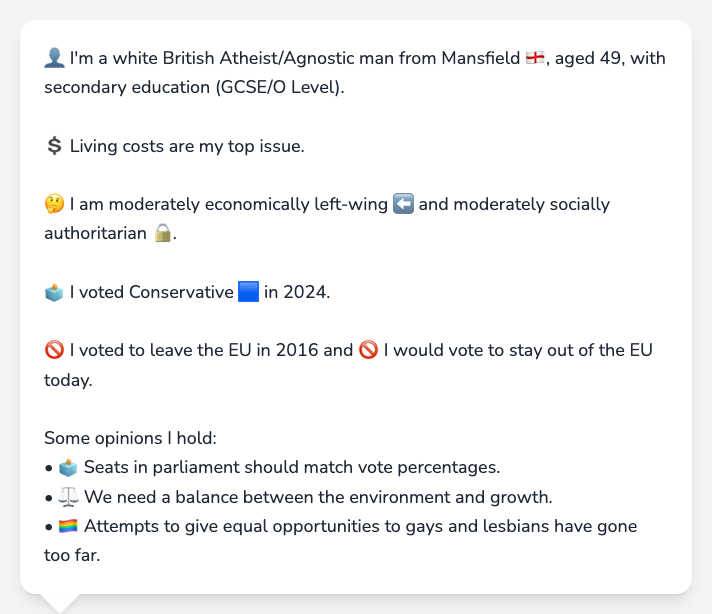 👤 I'm a white British Atheist/Agnostic man from Mansfield 🏴󠁧󠁢󠁥󠁮󠁧󠁿, aged 49, with
secondary education (GCSE/O Level).
💲 Living costs are my top issue.
🤔 I am moderately economically left-wing ⬅️ and moderately socially
authoritarian 🔒.
🗳️ I voted Conservative 🟦 in 2024.
🚫 I voted to leave the EU in 2016 and 🚫 I would vote to stay out of the EU
today.
Some opinions I hold:
• 🗳️ Seats in parliament should match vote percentages.
• ⚖️ We need a balance between the environment and growth.
• 🏳️‍🌈 Attempts to give equal opportunities to gays and lesbians have gone
too far.